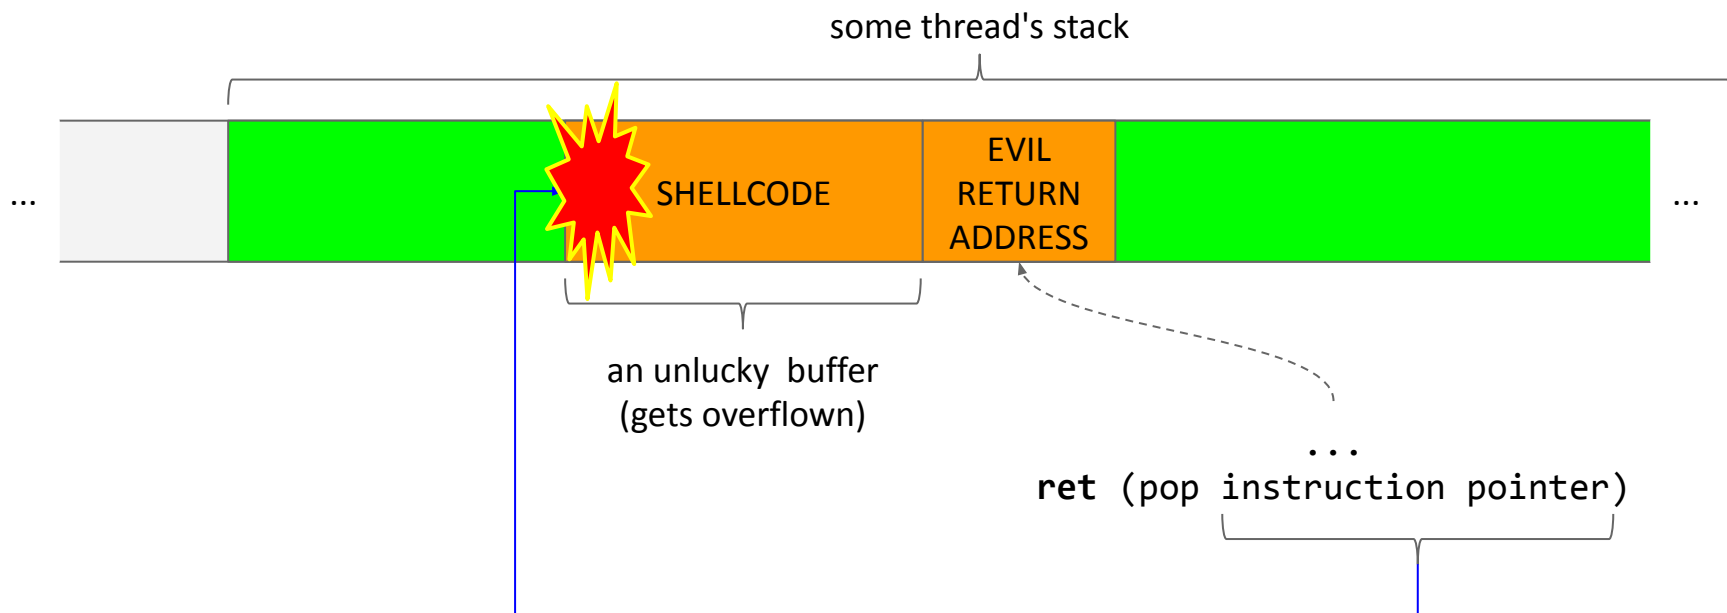 some thread's stack
...
SHELLCODE
EVIL
RETURN
ADDRESS
...
an unlucky  buffer
(gets overflown)
...
ret (pop instruction pointer)